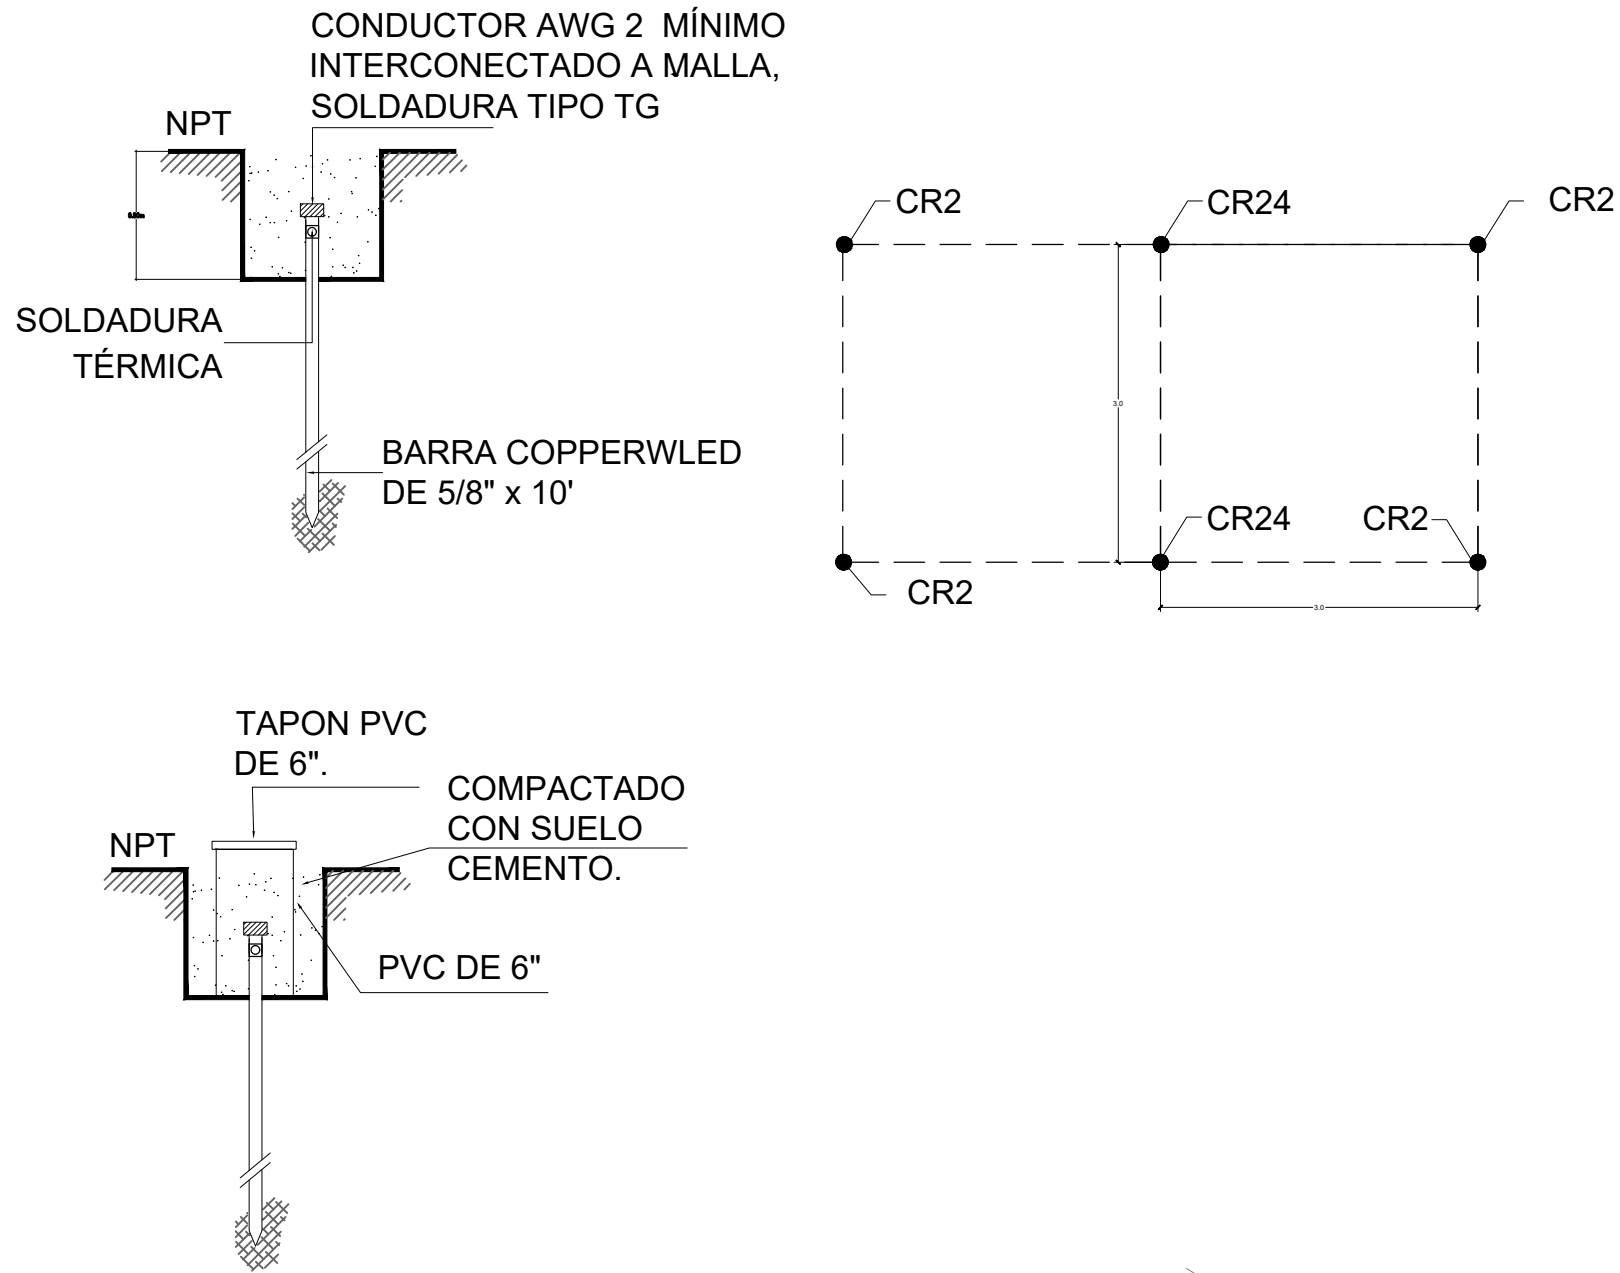 CONDUCTOR AWG 2 MÍNIMO
INTERCONECTADO A MALLA,
SOLDADURA TIPO TG
NPT
SOLDADURA
TÉRMICA
BARRA COPPERWLED
DE 5/8" x 10'
CR2
CR24
CR2
3.0
CR24
CR2
CR2
3.0
TAPON PVC
DE 6".
COMPACTADO
CON SUELO
CEMENTO.
NPT
PVC DE 6"